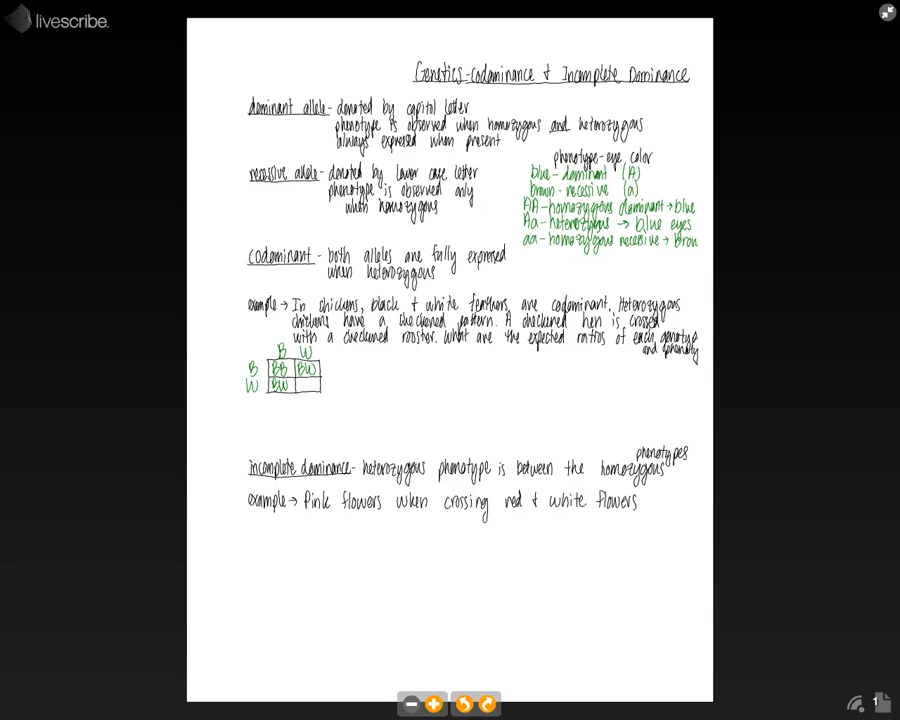 livescribe.
Genetics-codaminance & Incomplete Dominance
dominant allele - denoted by capitol letter
phenotype is observed when homozygous and heterozygous
always expressed when present
recessive allele - denoted by lower case letter
phenotype is observed only
when homozygous
phenotype-eye color
blue-dominant (A)
brown-recessive (a)
AA-homozygous dominant→blue
Aa-heterozygous → blue eyes
aa-homozygous recessive→Brown
codominant - both alleles are fully expressed
when heterozygous
example → In chickens, black + white feathers are codominant. Heterozygous
chickens have a checkered pattern. A checkered hen is crossed
with a checkered rooster. What are the expected ratios of each genotype
and phenotype
B W
B BB BW
W BW
incomplete dominance- heterozygous phenotype is between the homozygous phenotypes
example → Pink flowers when crossing red + white flowers
1